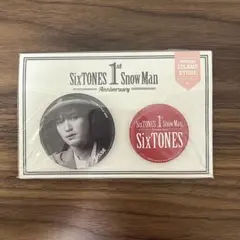 SixTONES 1st Snow Man
Anniversary
ISLAND
STORE
SixTONES 1st Snow Man
SixTONES